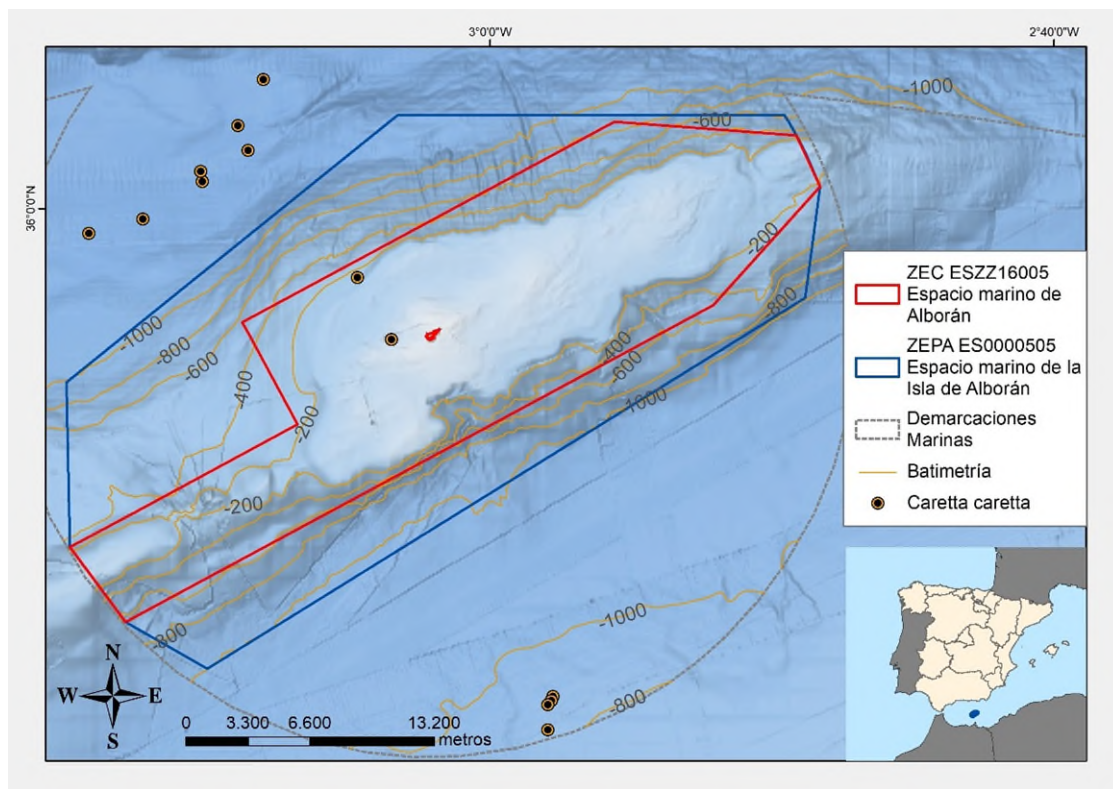 3°0'0"W
2°40'0"W
36°0'0"N
-1000
-600
-200
-800
-1000
-800
-600
-400
-200
-400
-600
1000
-200
-800
-1000
-800
ZEC ESZZ16005
Espacio marino de
Alborán
ZEPA ES0000505
Espacio marino de la
Isla de Alborán
Demarcaciones
Marinas
Batimetría
Caretta caretta
N
W
E
S
0
3.300
6.600
13.200
metros